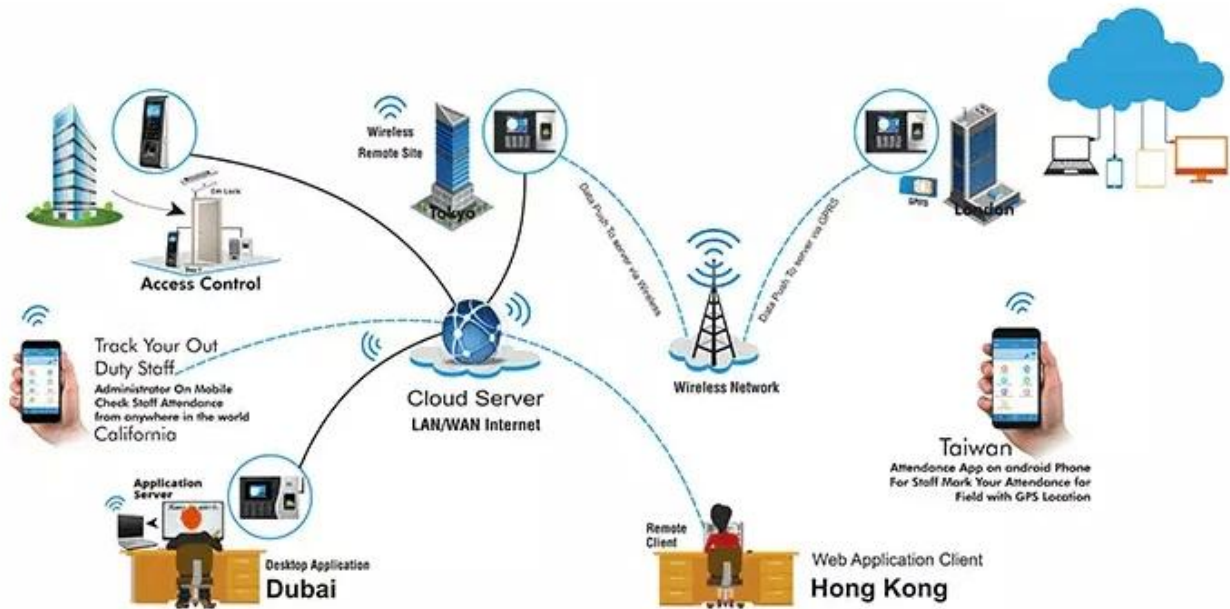 Wireless
Remote Site
Em Lock
Access Control
Tokyo
Data Push To server via Wireless
Data Push To server via GPRS
GPRS
London
Track Your Out
Duty Staff
Administrator On Mobile
Check Staff Attendance
from anywhere in the world
California
Cloud Server
LAN/WAN Internet
Wireless Network
Taiwan
Attendance App on android Phone
For Staff Mark Your Attendance for
Field with GPS Location
Application
Server
Desktop Application
Dubai
Remote
Client
Web Application Client
Hong Kong